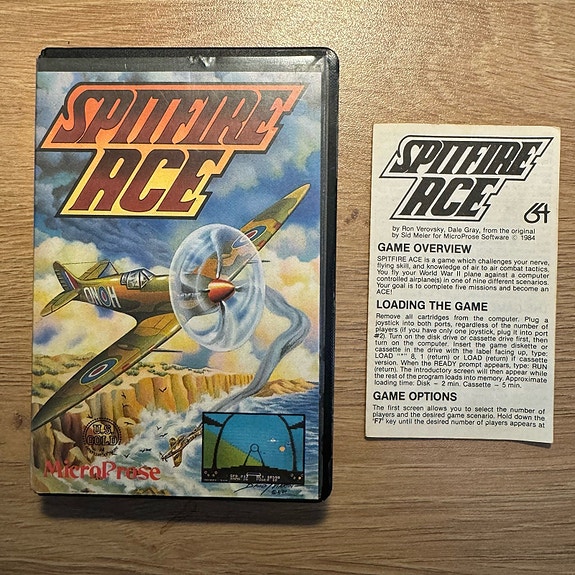 SPITFIRE
ACE
QN H
U.S.
GOLD
MicroProse
SPITFIRE
ACE
64
by Ron Verovsky, Dale Gray, from the original
by Sid Meier for MicroProse Software © 1984
GAME OVERVIEW
SPITFIRE ACE is a game which challenges your nerve,
flying skill, and knowledge of air to air combat tactics.
You fly your World War II plane against a computer
controlled airplane(s) in one of nine different scenarios.
Your goal is to complete five missions and become an
ACE!
LOADING THE GAME
Remove all cartridges from the computer. Plug a
joystick into both ports, regardless of the number of
players (if you have only one joystick, plug it into port
#2). Turn on the disk drive or cassette drive first, then
turn on the computer. Insert the game diskette or
cassette in the drive with the label facing up, type:
LOAD "*" 8, 1 (return) or LOAD (return) if cassette
version. When the READY prompt appears, type: RUN
(return). The introductory screen will then appear while
the rest of the program loads into memory. Approximate
loading time: Disk – 2 min. Cassette – 5 min.
GAME OPTIONS
The first screen allows you to select the number of
players and the desired game scenario. Hold down the
'F7' key until the desired number of players appears at